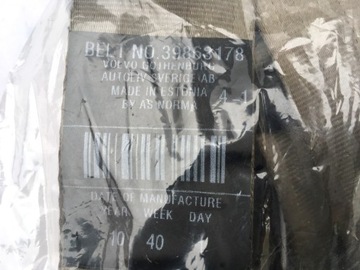 BELT NO.39863178
VOLVO GOTHENBURG
AUTOLIV SVERIGE AB
MADE IN ESTONIA
BY AS NORMA
DATE OF MANUFACTURE
YEAR WEEK DAY
10 40